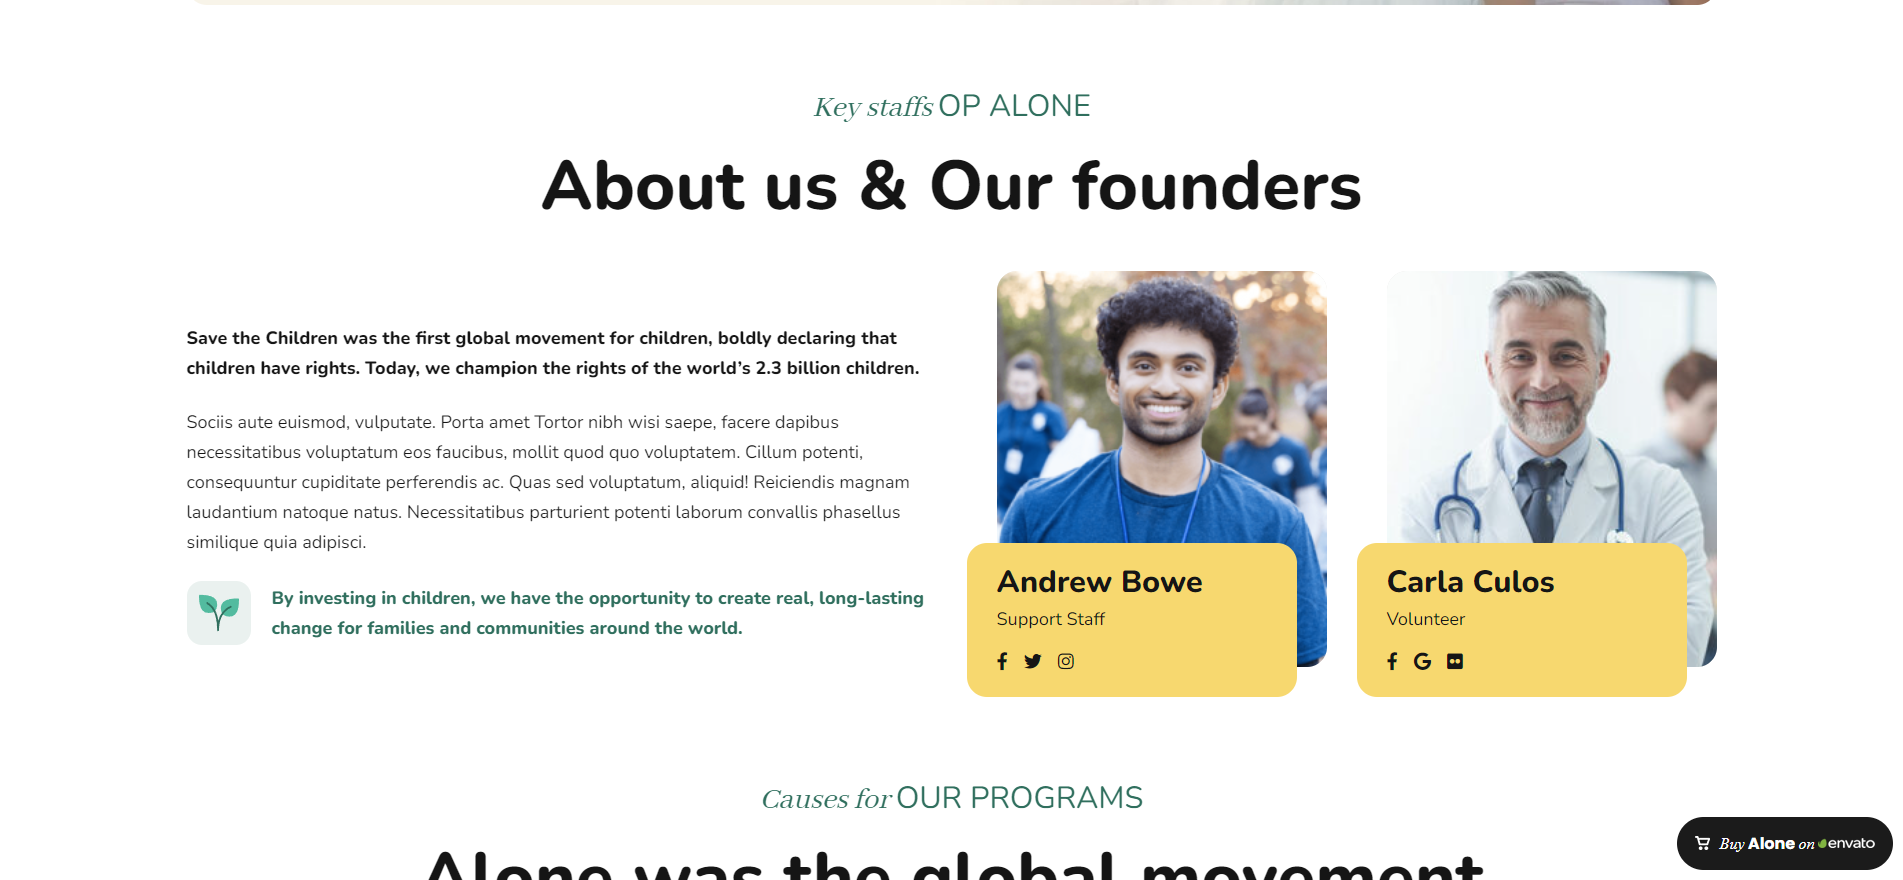 Key staffs OP ALONE
About us & Our founders
Save the Children was the first global movement for children, boldly declaring that
children have rights. Today, we champion the rights of the world’s 2.3 billion children.
Sociis aute euismod, vulputate. Porta amet Tortor nibh wisi saepe, facere dapibus
necessitatibus voluptatum eos faucibus, mollit quod quo voluptatem. Cillum potenti,
consequuntur cupiditate perferendis ac. Quas sed voluptatum, aliquid! Reiciendis magnam
laudantium natoque natus. Necessitatibus parturient potenti laborum convallis phasellus
similique quia adipisci.
By investing in children, we have the opportunity to create real, long-lasting
change for families and communities around the world.
Andrew Bowe
Support Staff
Carla Culos
Volunteer
Causes for OUR PROGRAMS
Alone was the global movement
Buy Alone on envato